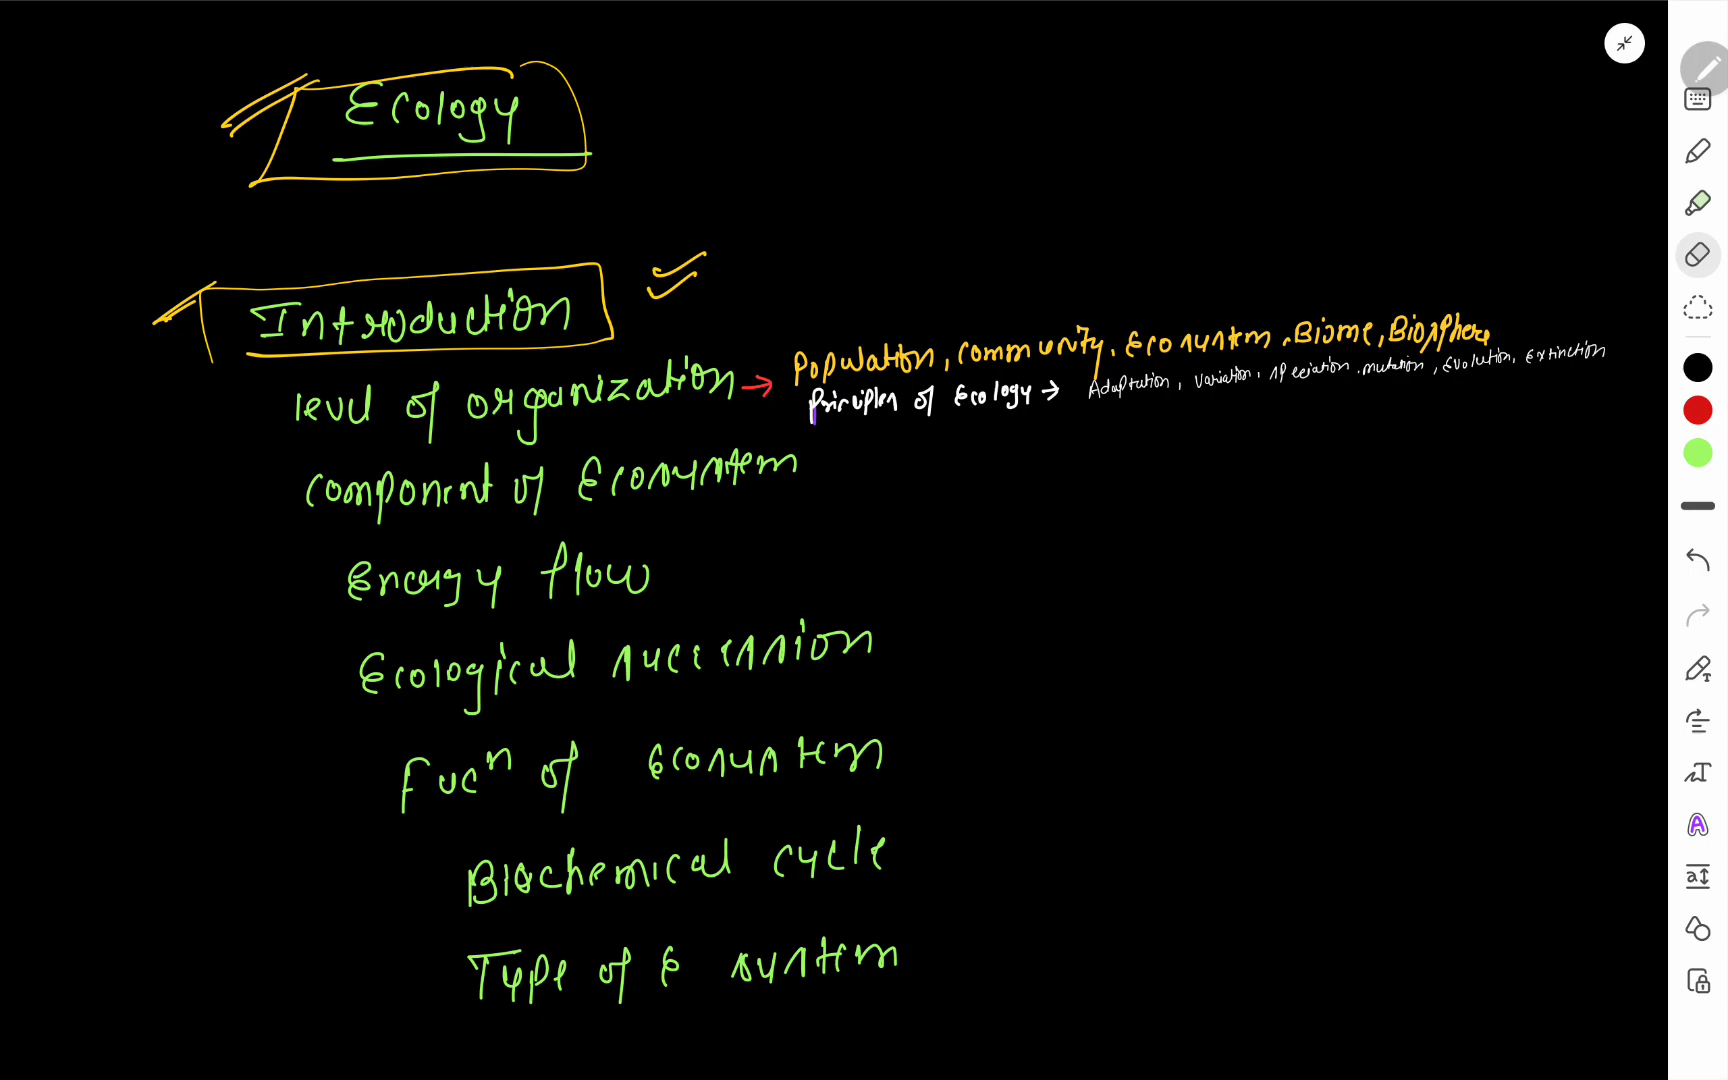 Ecology
Introduction
level of organization → Population, Community, Ecosystem, Biome, Biosphere
Principles of Ecology → Adaptation, Variation, speciation, mutation, Evolution, Extinction
Component of Ecosystem
Energy flow
Ecological succession
Fucⁿ of Ecosystem
Biochemical cycle
Type of E system